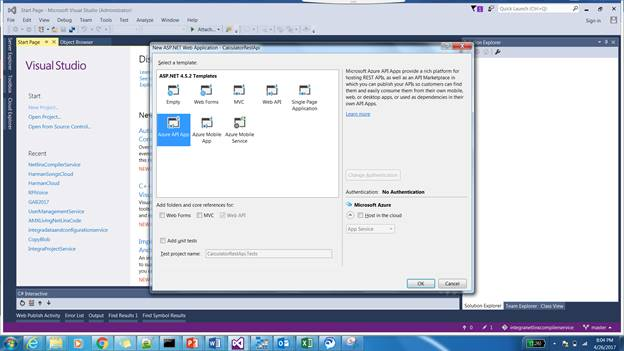 Start Page - Microsoft Visual Studio (Administrator)
Quick Launch (Ctrl+Q)
File
Debug
Team
Tools
Test
Analyze
Window
Help
Sign in
Attach...
Start Page
Object Browser
Server Explorer
Toolbox
Cloud Explorer
Visual Studio
Start
New Project...
Open Project...
Open from Source Control...
Recent
NetlinxCompilerService
HarmanSongsCloud
HarmanCloud
RFIVoice
GAB2017
UserManagementService
AMXLivingNetLinxCode
integradataandconfigurationservice
CopyBlob
IntegraProjectService
New ASP.NET Web Application - CalculatorRestApi
Select a template:
ASP.NET 4.5.2 Templates
Empty
Web Forms
MVC
Web API
Single Page
Application
Azure API App
Azure Mobile
App
Azure Mobile
Service
Microsoft Azure API Apps provide a rich platform for
hosting REST APIs, as well as an API Marketplace in
which you can publish your APIs so customers can find
them and easily consume them from their own mobile,
web, or desktop apps, or used as dependencies in their
own API Apps.
Learn more
Change Authentication
Authentication: No Authentication
Add folders and core references for:
Web Forms
MVC
Web API
Add unit tests
Test project name:
CalculatorRestApi.Tests
Microsoft Azure
Host in the cloud
App Service
OK
Cancel
C# Interactive
Web Publish Activity
Error List
Output
Find Results 1
Find Symbol Results
Solution Explorer
Team Explorer
Class View
0
1
integranetlinxcompilerservice
master
8:04 PM
4/26/2017